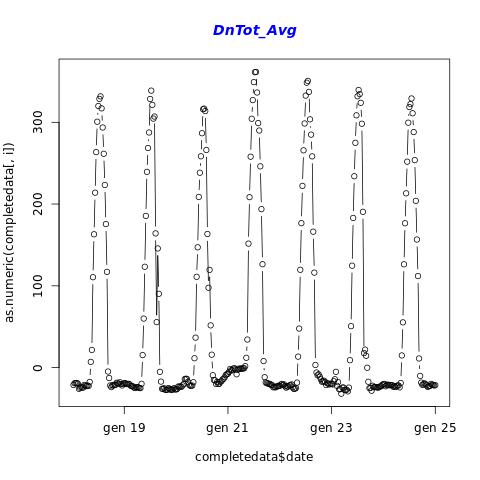 DnTot_Avg
as.numeric(completedata[, i])
300
200
100
0
gen 19 gen 21 gen 23 gen 25
completedata$date